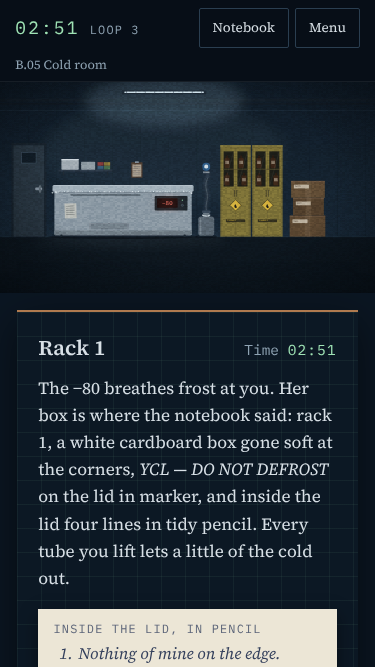 02:51 LOOP 3
Notebook
Menu
B.05 Cold room
-80
Rack 1
Time 02:51
The −80 breathes frost at you. Her
box is where the notebook said: rack
1, a white cardboard box gone soft at
the corners, YCL — DO NOT DEFROST
on the lid in marker, and inside the
lid four lines in tidy pencil. Every
tube you lift lets a little of the cold
out.
INSIDE THE LID, IN PENCIL
1. Nothing of mine on the edge.